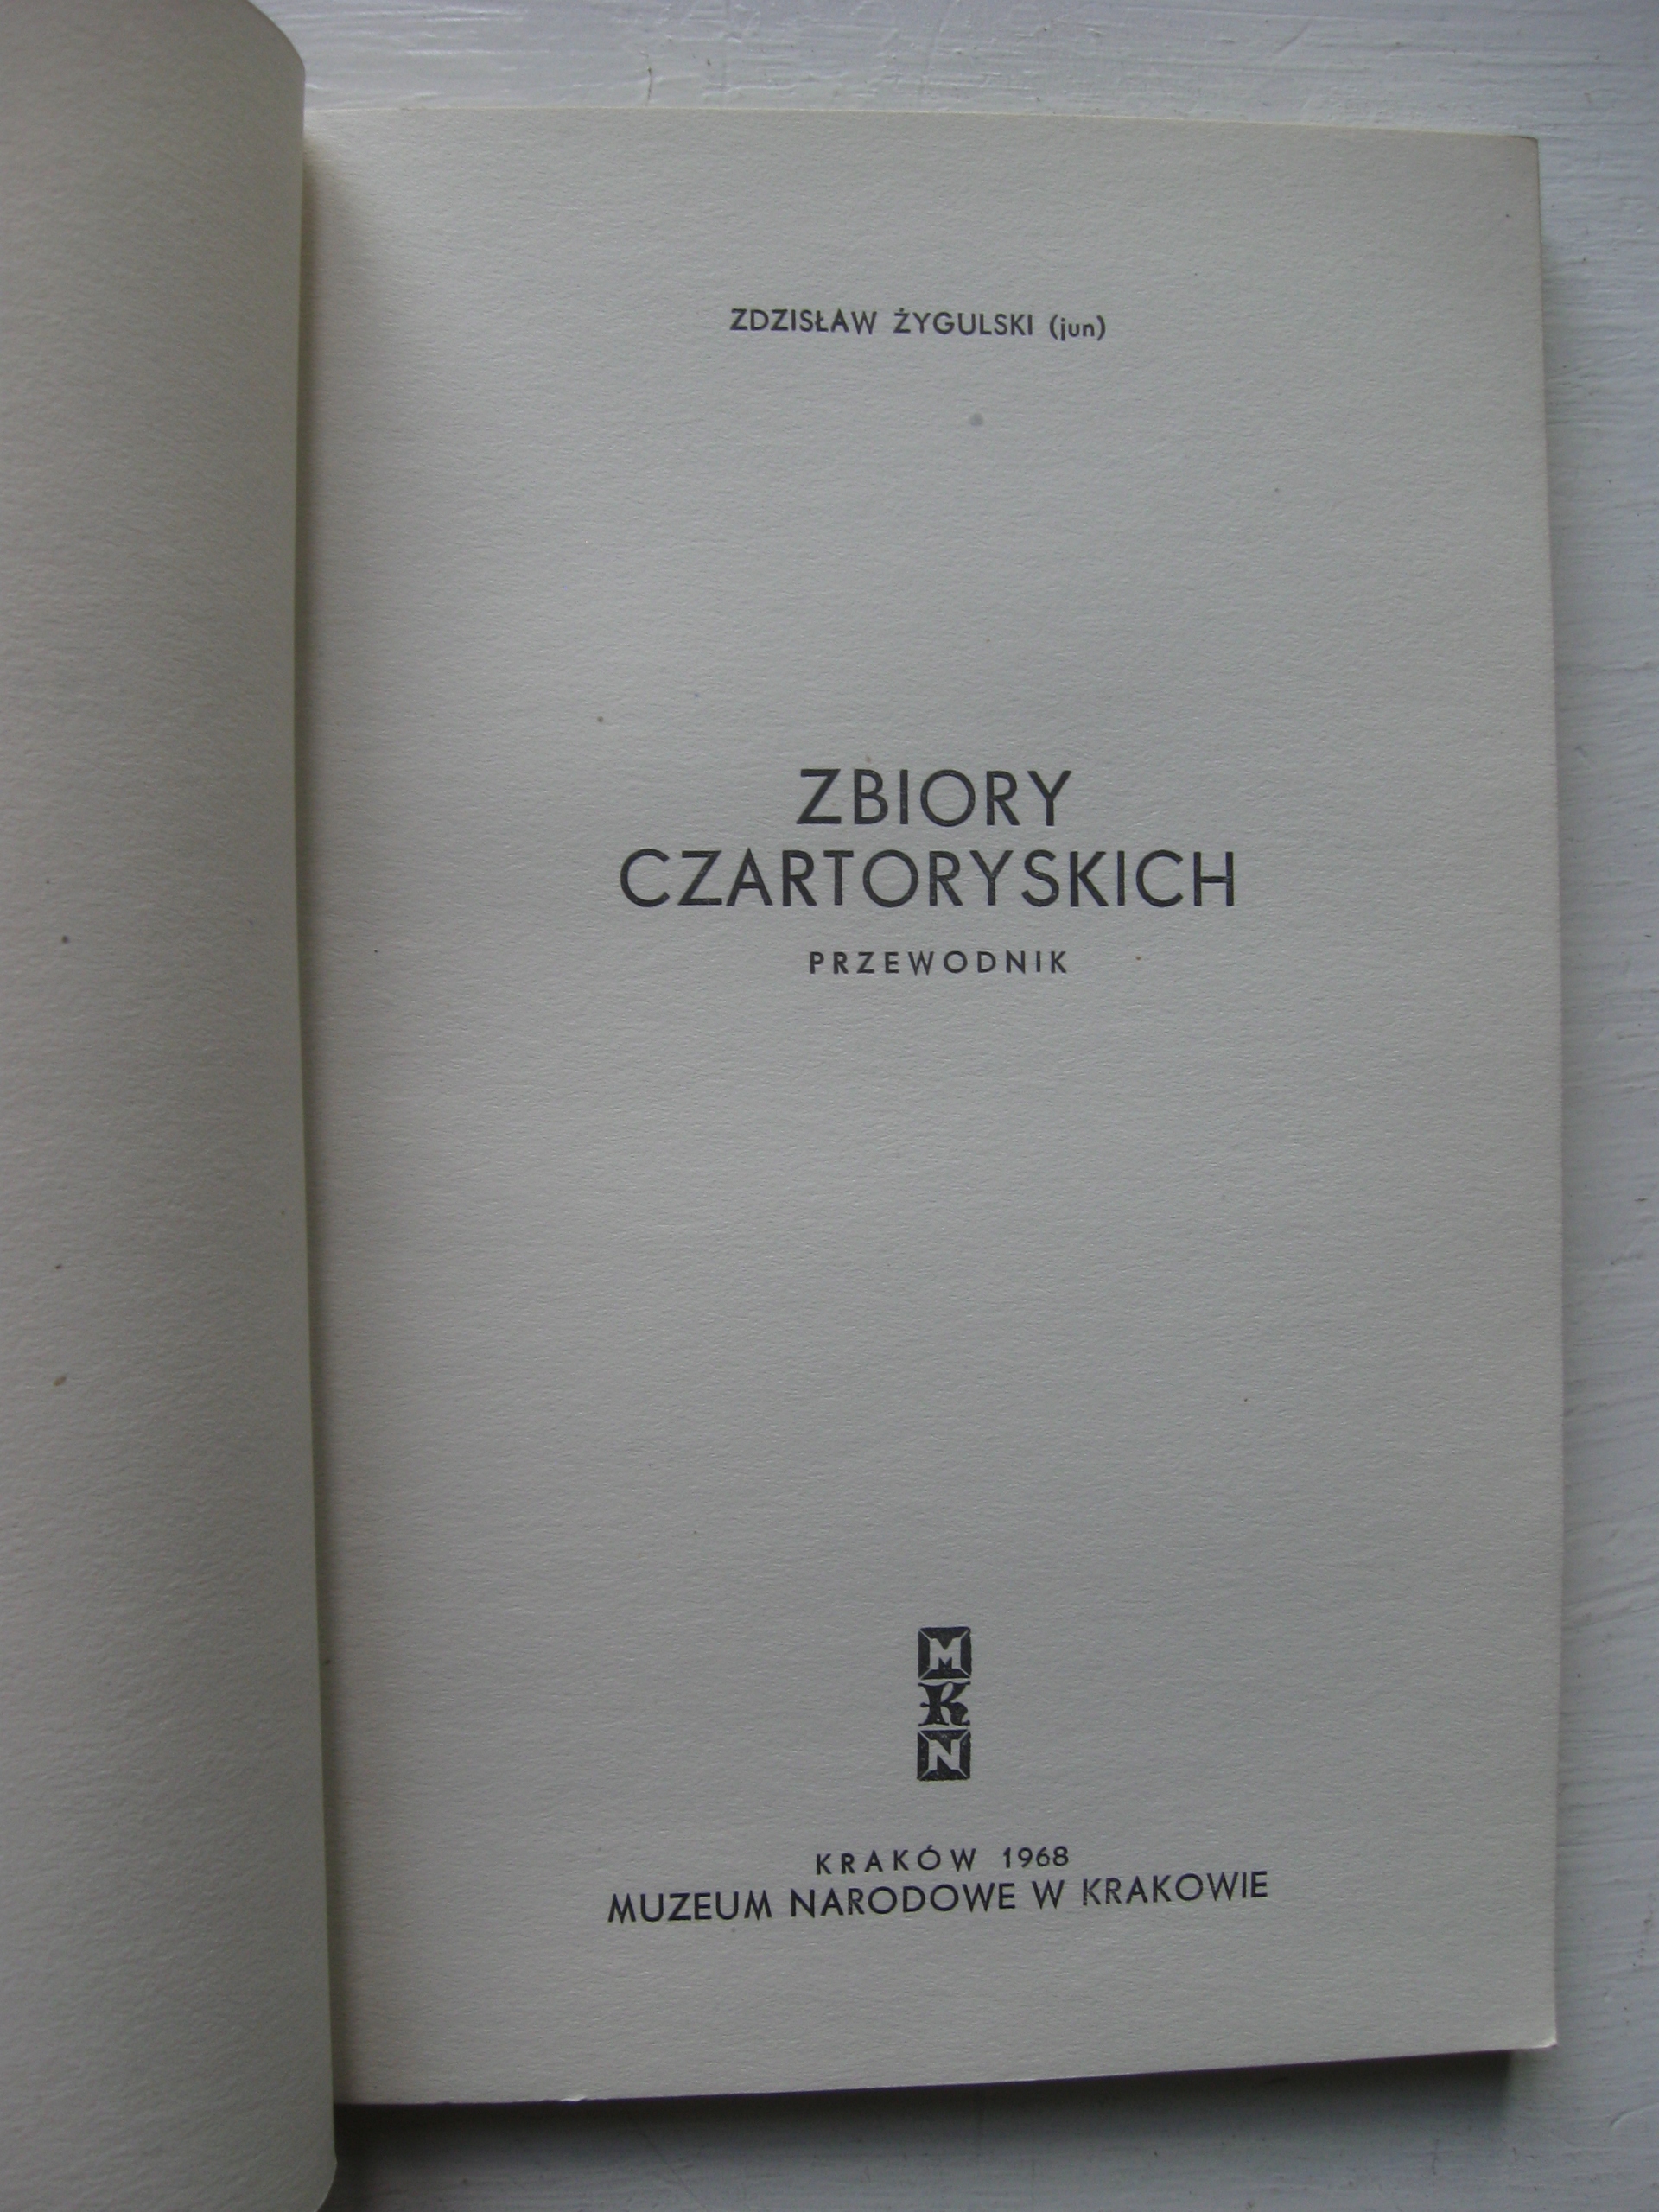 ZDZISŁAW ŻYGULSKI (jun)
ZBIORY
CZARTORYSKICH
PRZEWODNIK
M
K
N
KRAKÓW 1968
MUZEUM NARODOWE W KRAKOWIE